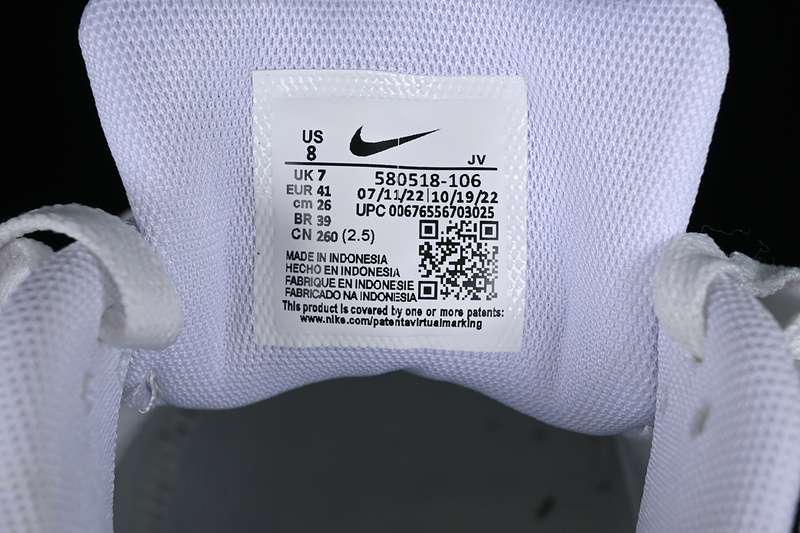 US
8
JV
UK 7
EUR 41
cm 26
BR 39
CN 260 (2.5)
580518-106
07/11/22 10/19/22
UPC 00676556703025
MADE IN INDONESIA
HECHO EN INDONESIA
FABRIQUE EN INDONESIE
FABRICADO NA INDONESIA
This product is covered by one or more patents:
www.nike.com/patentavirtualmarking